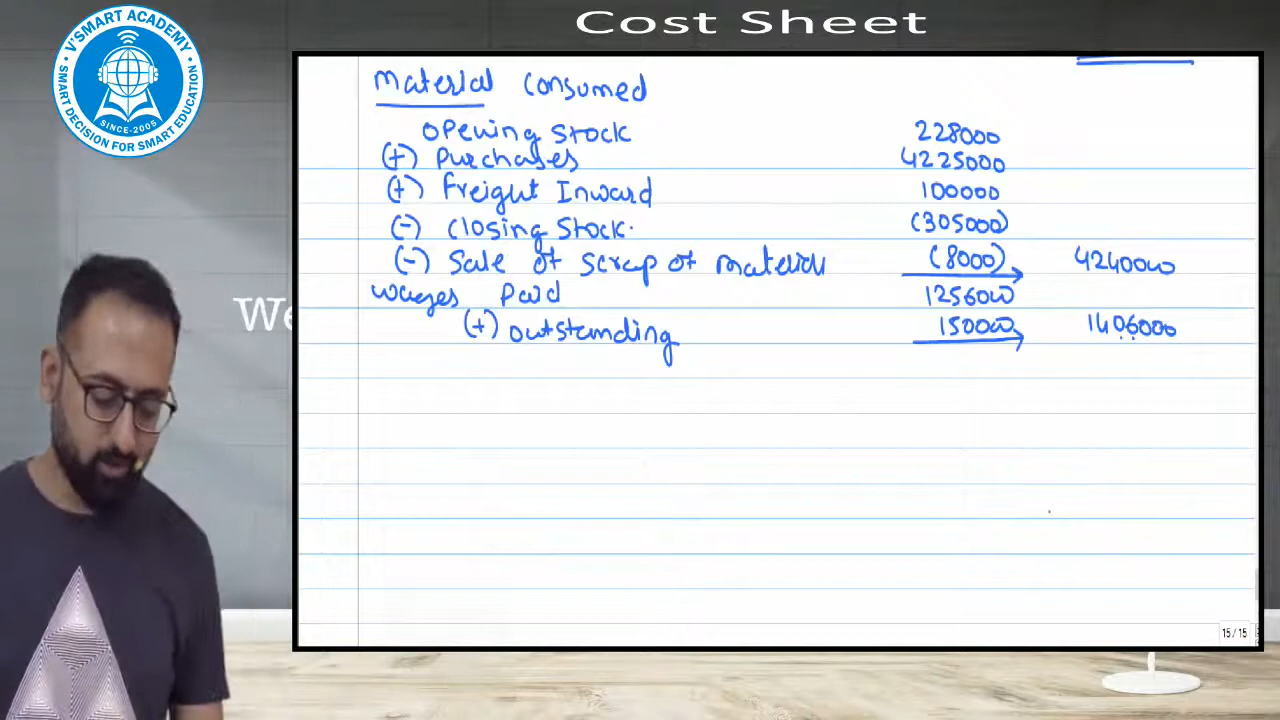 Cost Sheet
V'SMART ACADEMY
SINCE-2005
SMART DECISION FOR SMART EDUCATION
We
Material Consumed
Opening Stock 228000
(+) Purchases 4225000
(+) Freight Inward 100000
(-) Closing Stock. (305000)
(-) Sale of Scrap of material (8000) 4240000
Wages Paid 1256000
(+) outstanding 150000 1406000
15/15